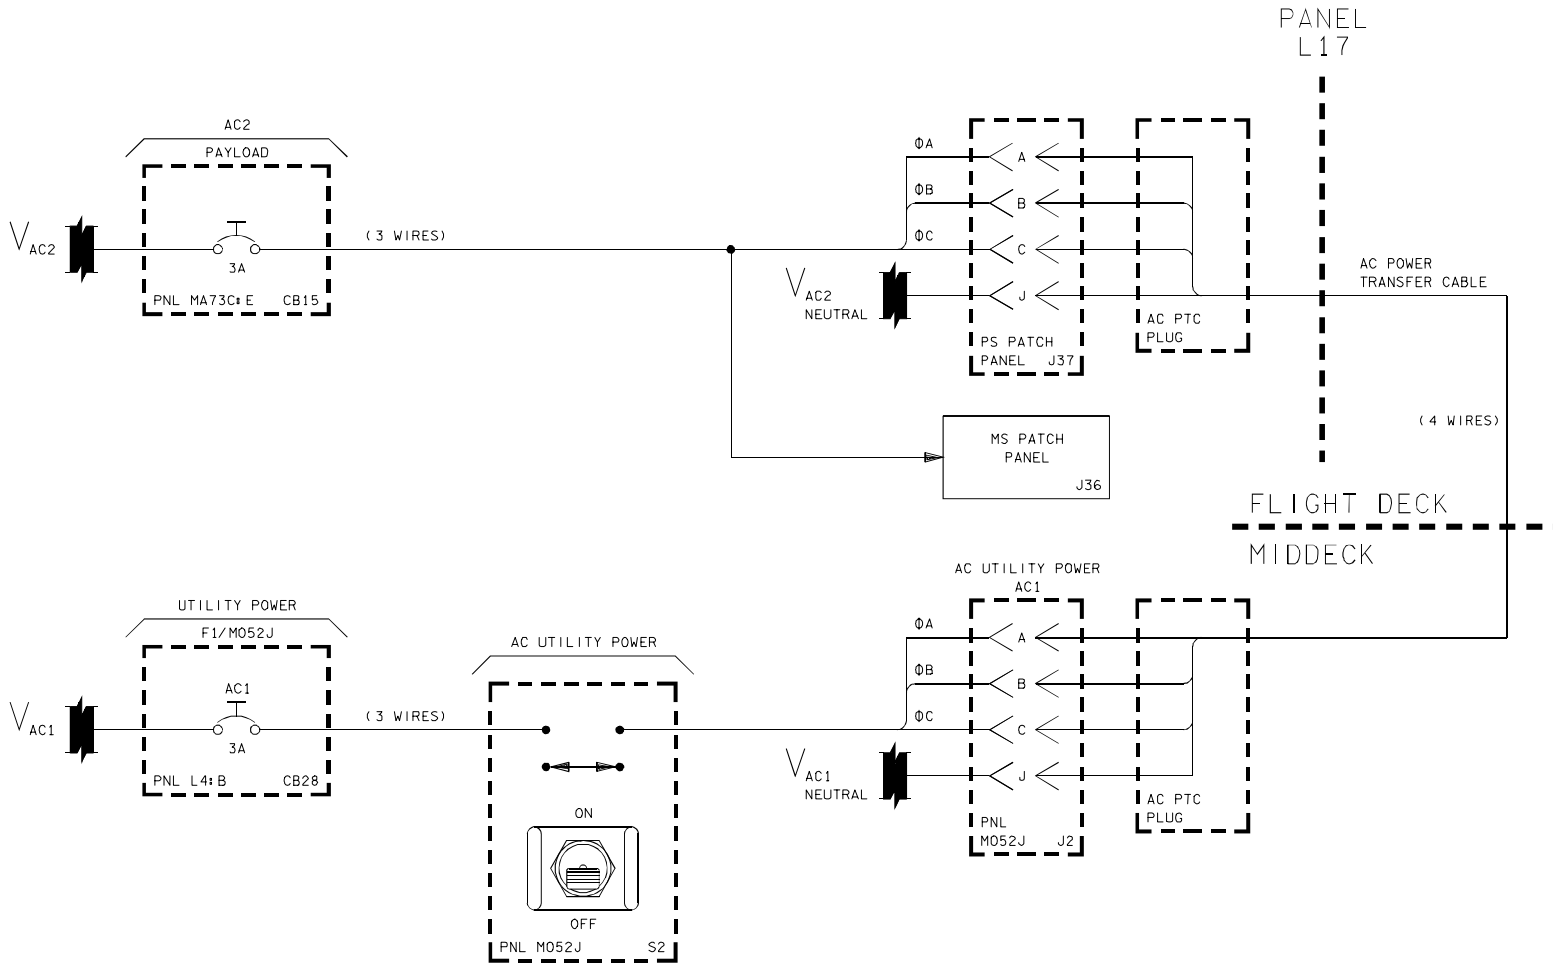 PANEL
L17
AC2
PAYLOAD
3A
PNL MA73C:E CB15
V AC2
(3 WIRES)
ΦA
ΦB
ΦC
V AC2
NEUTRAL
A
B
C
J
PS PATCH
PANEL J37
AC PTC
PLUG
AC POWER
TRANSFER CABLE
(4 WIRES)
MS PATCH
PANEL
J36
FLIGHT DECK
MIDDECK
UTILITY POWER
F1/MO52J
AC1
3A
PNL L4:B CB28
V AC1
(3 WIRES)
AC UTILITY POWER
ON
OFF
PNL MO52J S2
AC UTILITY POWER
AC1
ΦA
ΦB
ΦC
V AC1
NEUTRAL
A
B
C
J
PNL
MO52J J2
AC PTC
PLUG